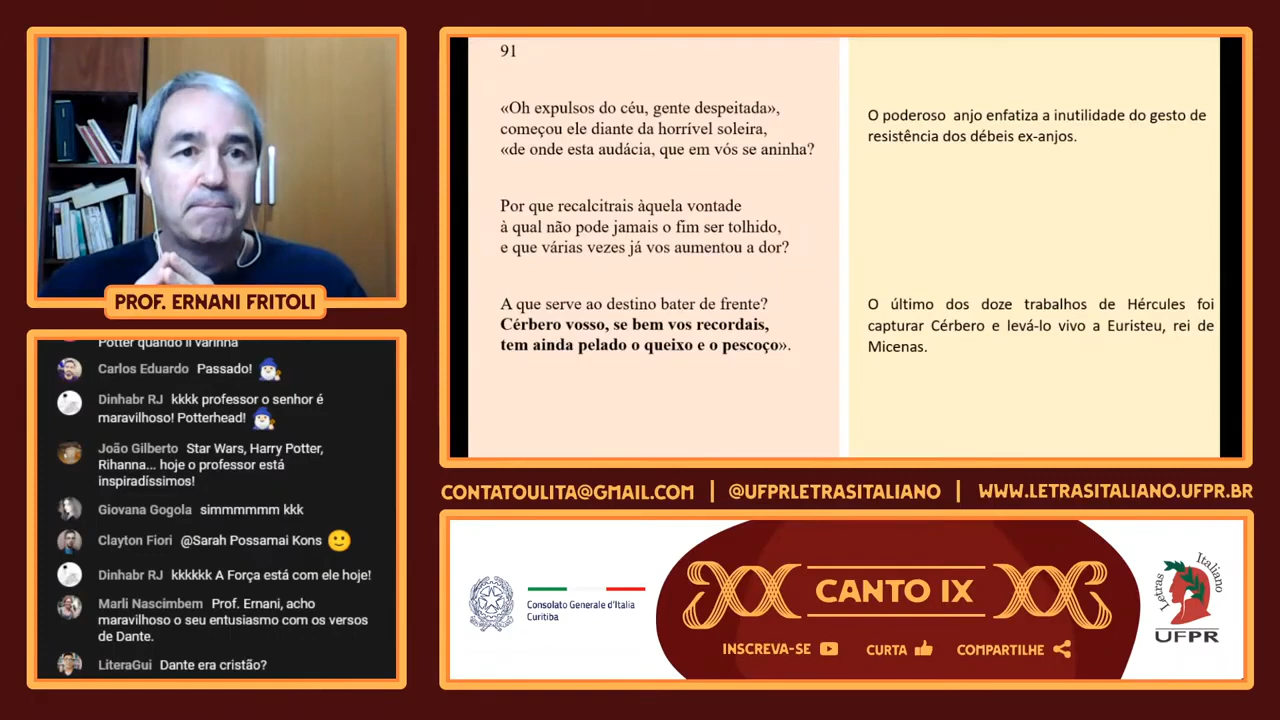 PROF. ERNANI FRITOLI
Potter quando li varinha
Carlos Eduardo Passado!
Dinhabr RJ kkkk professor o senhor é
maravilhoso! Potterhead!
João Gilberto Star Wars, Harry Potter,
Rihanna... hoje o professor está
inspiradíssimos!
Giovana Gogola simmmmmm kkk
Clayton Fiori @Sarah Possamai Kons
Dinhabr RJ kkkkkk A Força está com ele hoje!
Marli Nascimbem Prof. Ernani, acho
maravilhoso o seu entusiasmo com os versos
de Dante.
LiteraGui Dante era cristão?
91
«Oh expulsos do céu, gente despeitada»,
começou ele diante da horrível soleira,
«de onde esta audácia, que em vós se aninha?
Por que recalcitrais àquela vontade
à qual não pode jamais o fim ser tolhido,
e que várias vezes já vos aumentou a dor?
A que serve ao destino bater de frente?
Cérbero vosso, se bem vos recordais,
tem ainda pelado o queixo e o pescoço».
O poderoso anjo enfatiza a inutilidade do gesto de
resistência dos débeis ex-anjos.
O último dos doze trabalhos de Hércules foi
capturar Cérbero e levá-lo vivo a Euristeu, rei de
Micenas.
CONTATOULITA@GMAIL.COM | @UFPRLETRASITALIANO | WWW.LETRASITALIANO.UFPR.BR
Consolato Generale d'Italia
Curitiba
CANTO IX
INSCREVA-SE
CURTA
COMPARTILHE
Letras Italiano
UFPR